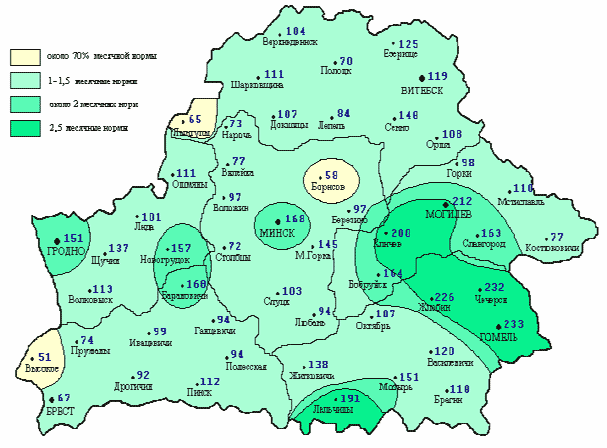 около 70% месячной нормы
1-1,5 месячные нормы
около 2 месячных норм
2,5 месячные нормы
104
Верхнедвинск
125
Езерище
70
Полоцк
111
Шарковщина
119
ВИТЕБСК
65
Лынтупы
73
Нарочь
107
Докшицы
84
Лепель
148
Сенно
108
Орша
98
Горки
111
Ошмяны
77
Вилейка
58
Борисов
97
Воложин
97
Березино
212
МОГИЛЕВ
110
Мстиславль
101
Лида
168
МИНСК
200
Кличев
163
Славгород
77
Костюковичи
151
ГРОДНО
137
Щучин
157
Новогрудок
72
Столбцы
145
М.Горка
113
Волковыск
168
Барановичи
103
Слуцк
164
Бобруйск
232
Чечерск
226
Жлобин
94
Любань
107
Октябрь
233
ГОМЕЛЬ
51
Высокое
74
Пружаны
99
Ивацевичи
94
Ганцевичи
94
Полесская
120
Василевичи
67
БРЕСТ
92
Дрогичин
112
Пинск
138
Житковичи
151
Мозырь
191
Лельчицы
118
Брагин